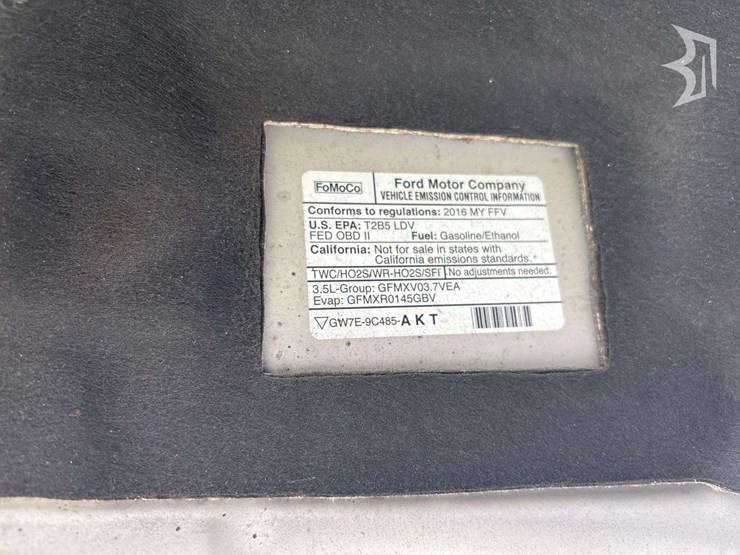 FoMoCo
Ford Motor Company
VEHICLE EMISSION CONTROL INFORMATION
Conforms to regulations: 2016 MY FFV
U.S. EPA: T2B5 LDV
FED OBD II Fuel: Gasoline/Ethanol
California: Not for sale in states with
California emissions standards.
TWC/HO2S/WR-HO2S/SFI No adjustments needed.
3.5L-Group: GFMXV03.7VEA
Evap: GFMXR0145GBV
GW7E-9C485-AKT